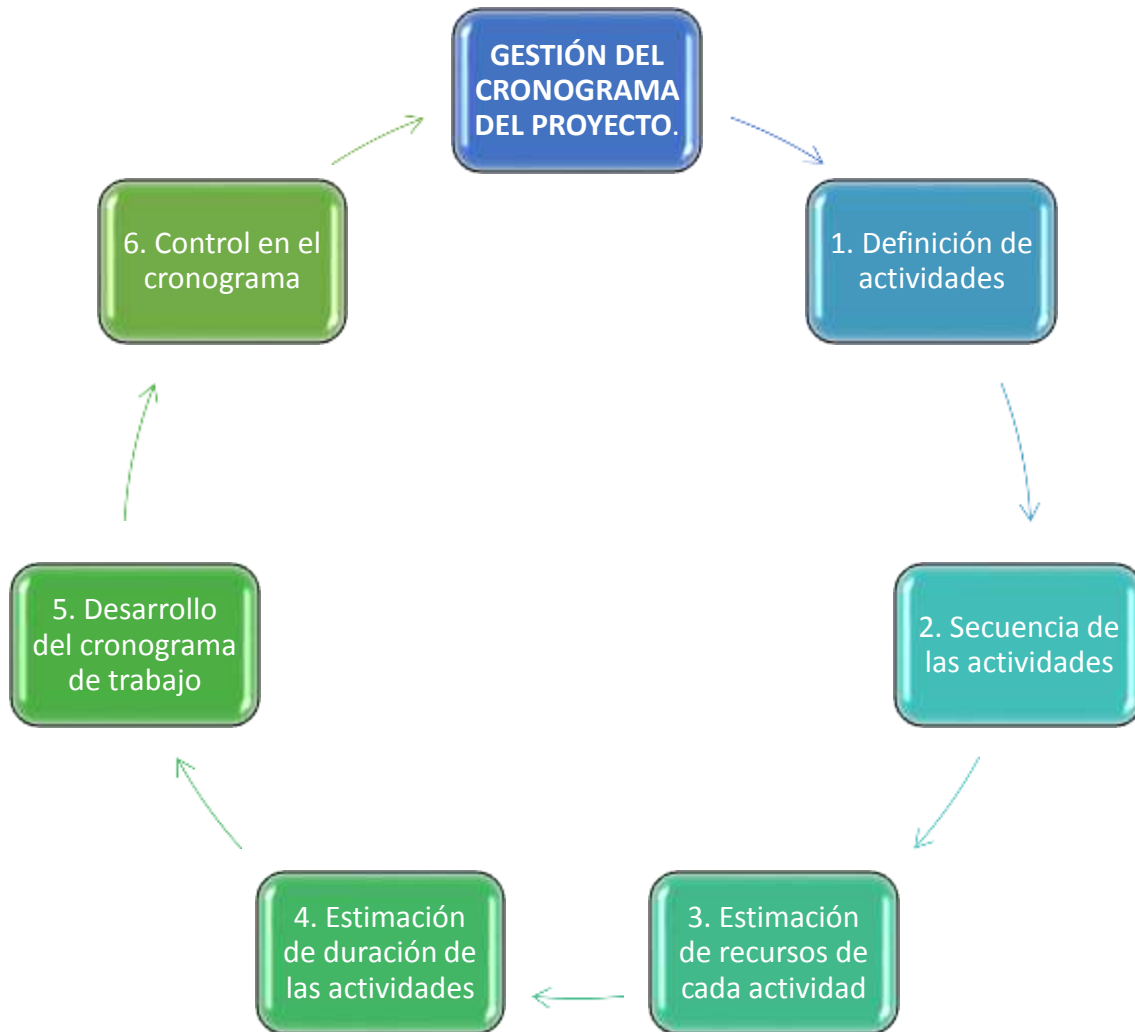 GESTIÓN DEL
CRONOGRAMA
DEL PROYECTO.
1. Definición de
actividades
2. Secuencia de
las actividades
3. Estimación
de recursos de
cada actividad
4. Estimación
de duración de
las actividades
5. Desarrollo
del cronograma
de trabajo
6. Control en el
cronograma